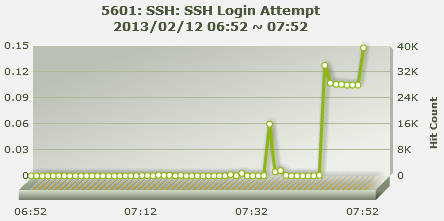 5601: SSH: SSH Login Attempt
2013/02/12 06:52 ~ 07:52
0.15
0.12
0.09
0.06
0.03
0
40K
32K
24K
16K
8K
0
Hit Count
06:52
07:12
07:32
07:52